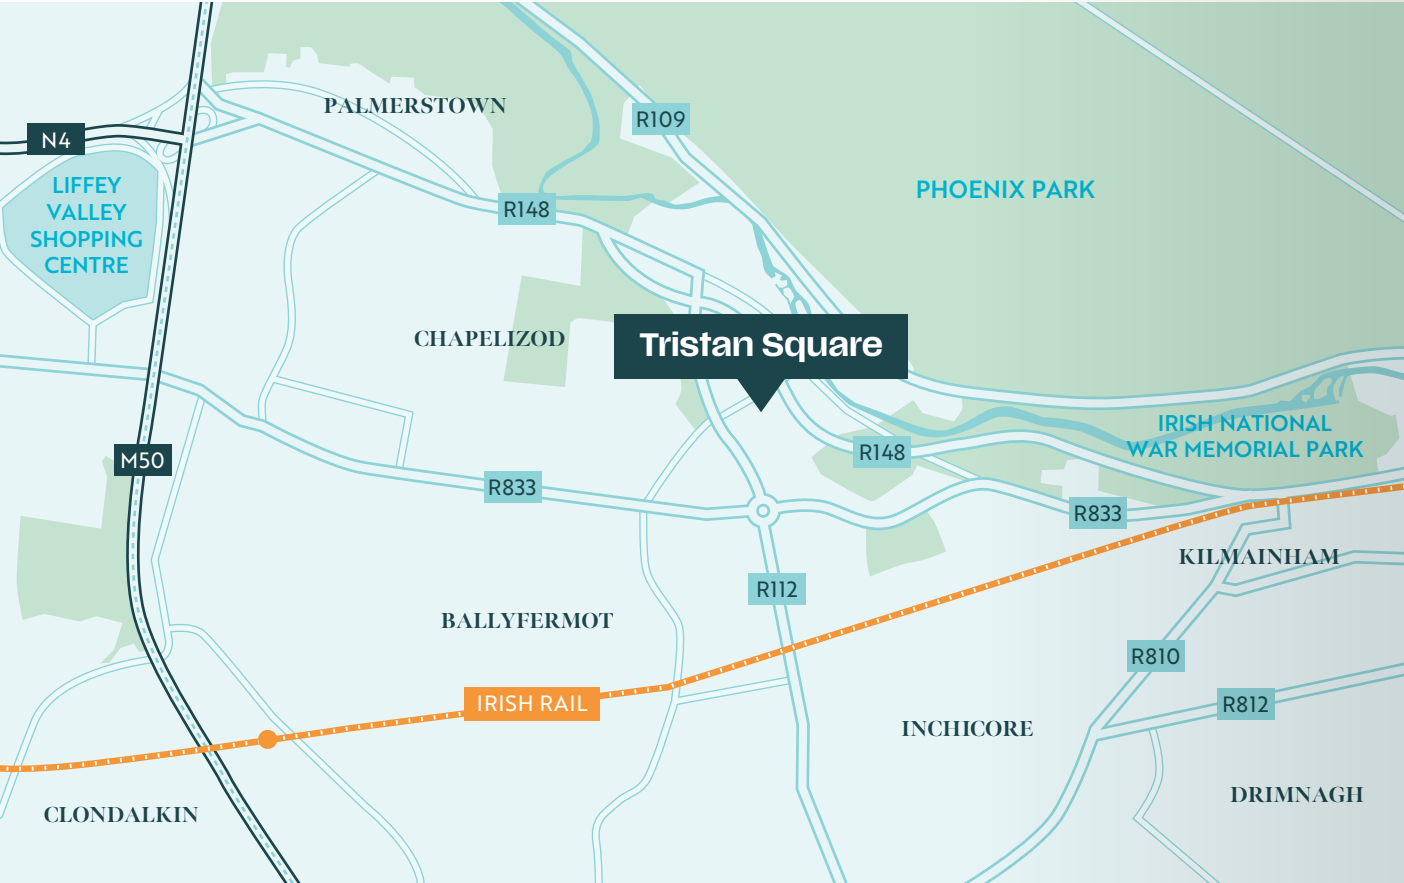 PALMERSTOWN
R109
N4
LIFFEY
VALLEY
SHOPPING
CENTRE
PHOENIX PARK
R148
CHAPELIZOD
Tristan Square
IRISH NATIONAL
WAR MEMORIAL PARK
R148
M50
R833
R833
KILMAINHAM
R112
BALLYFERMOT
R810
IRISH RAIL
R812
INCHICORE
DRIMNAGH
CLONDALKIN